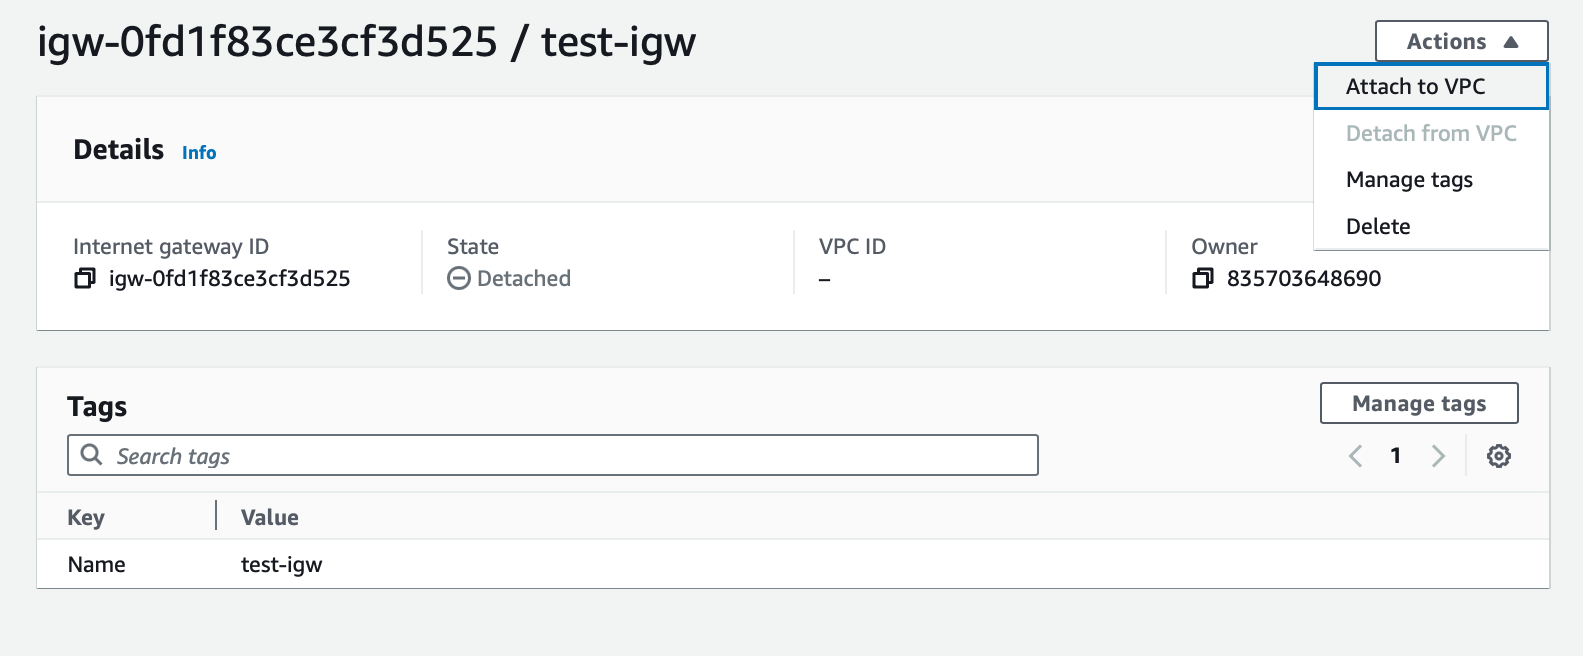 igw-0fd1f83ce3cf3d525 / test-igw
Actions
Attach to VPC
Detach from VPC
Manage tags
Delete
Details Info
Internet gateway ID
igw-0fd1f83ce3cf3d525
State
Detached
VPC ID
–
Owner
835703648690
Tags
Manage tags
Search tags
1
Key Value
Name test-igw